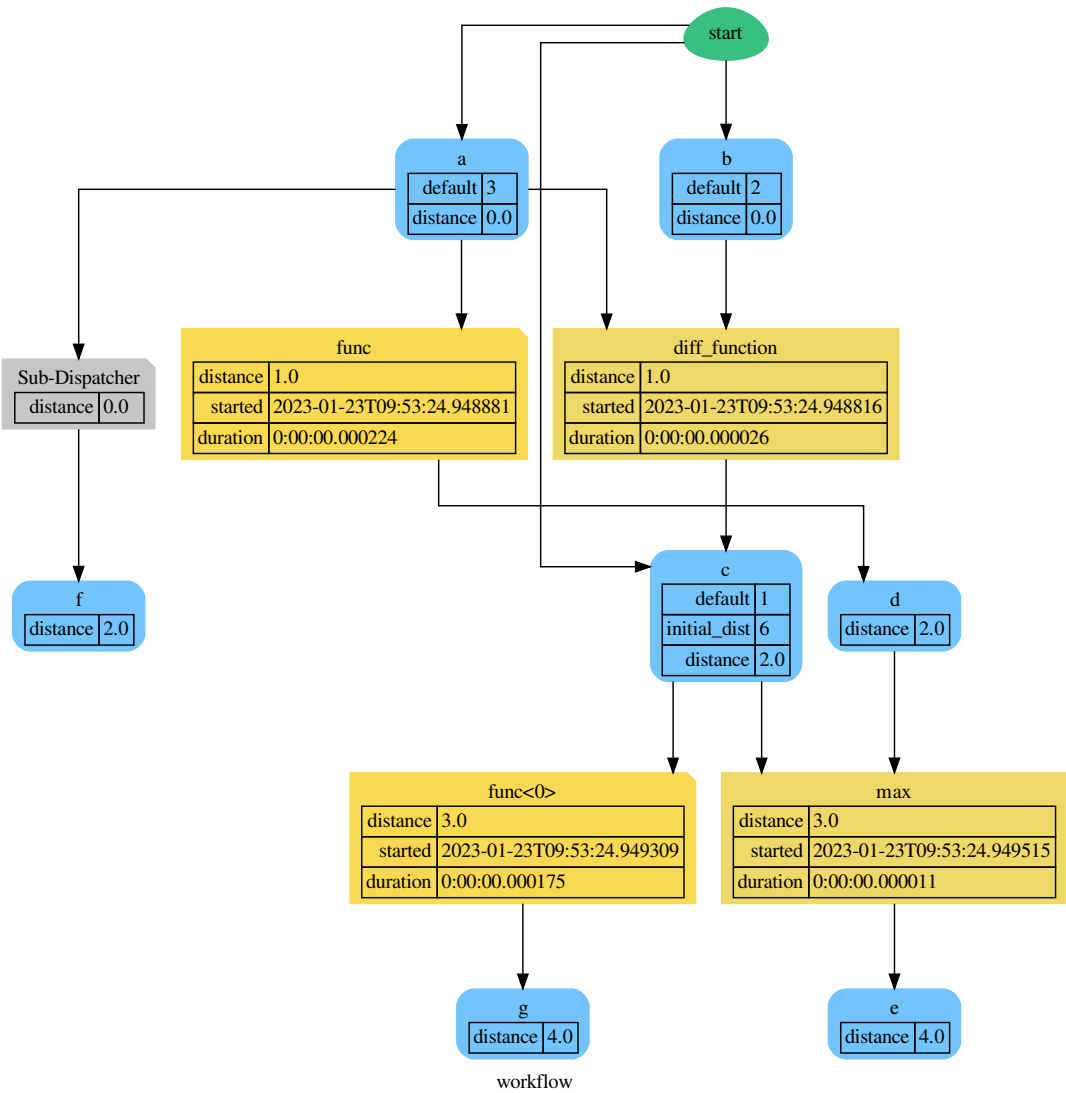 start
a
default 3
distance 0.0
b
default 2
distance 0.0
Sub-Dispatcher
distance 0.0
func
distance 1.0
started 2023-01-23T09:53:24.948881
duration 0:00:00.000224
diff_function
distance 1.0
started 2023-01-23T09:53:24.948816
duration 0:00:00.000026
f
distance 2.0
c
default 1
initial_dist 6
distance 2.0
d
distance 2.0
func<0>
distance 3.0
started 2023-01-23T09:53:24.949309
duration 0:00:00.000175
max
distance 3.0
started 2023-01-23T09:53:24.949515
duration 0:00:00.000011
g
distance 4.0
e
distance 4.0
workflow